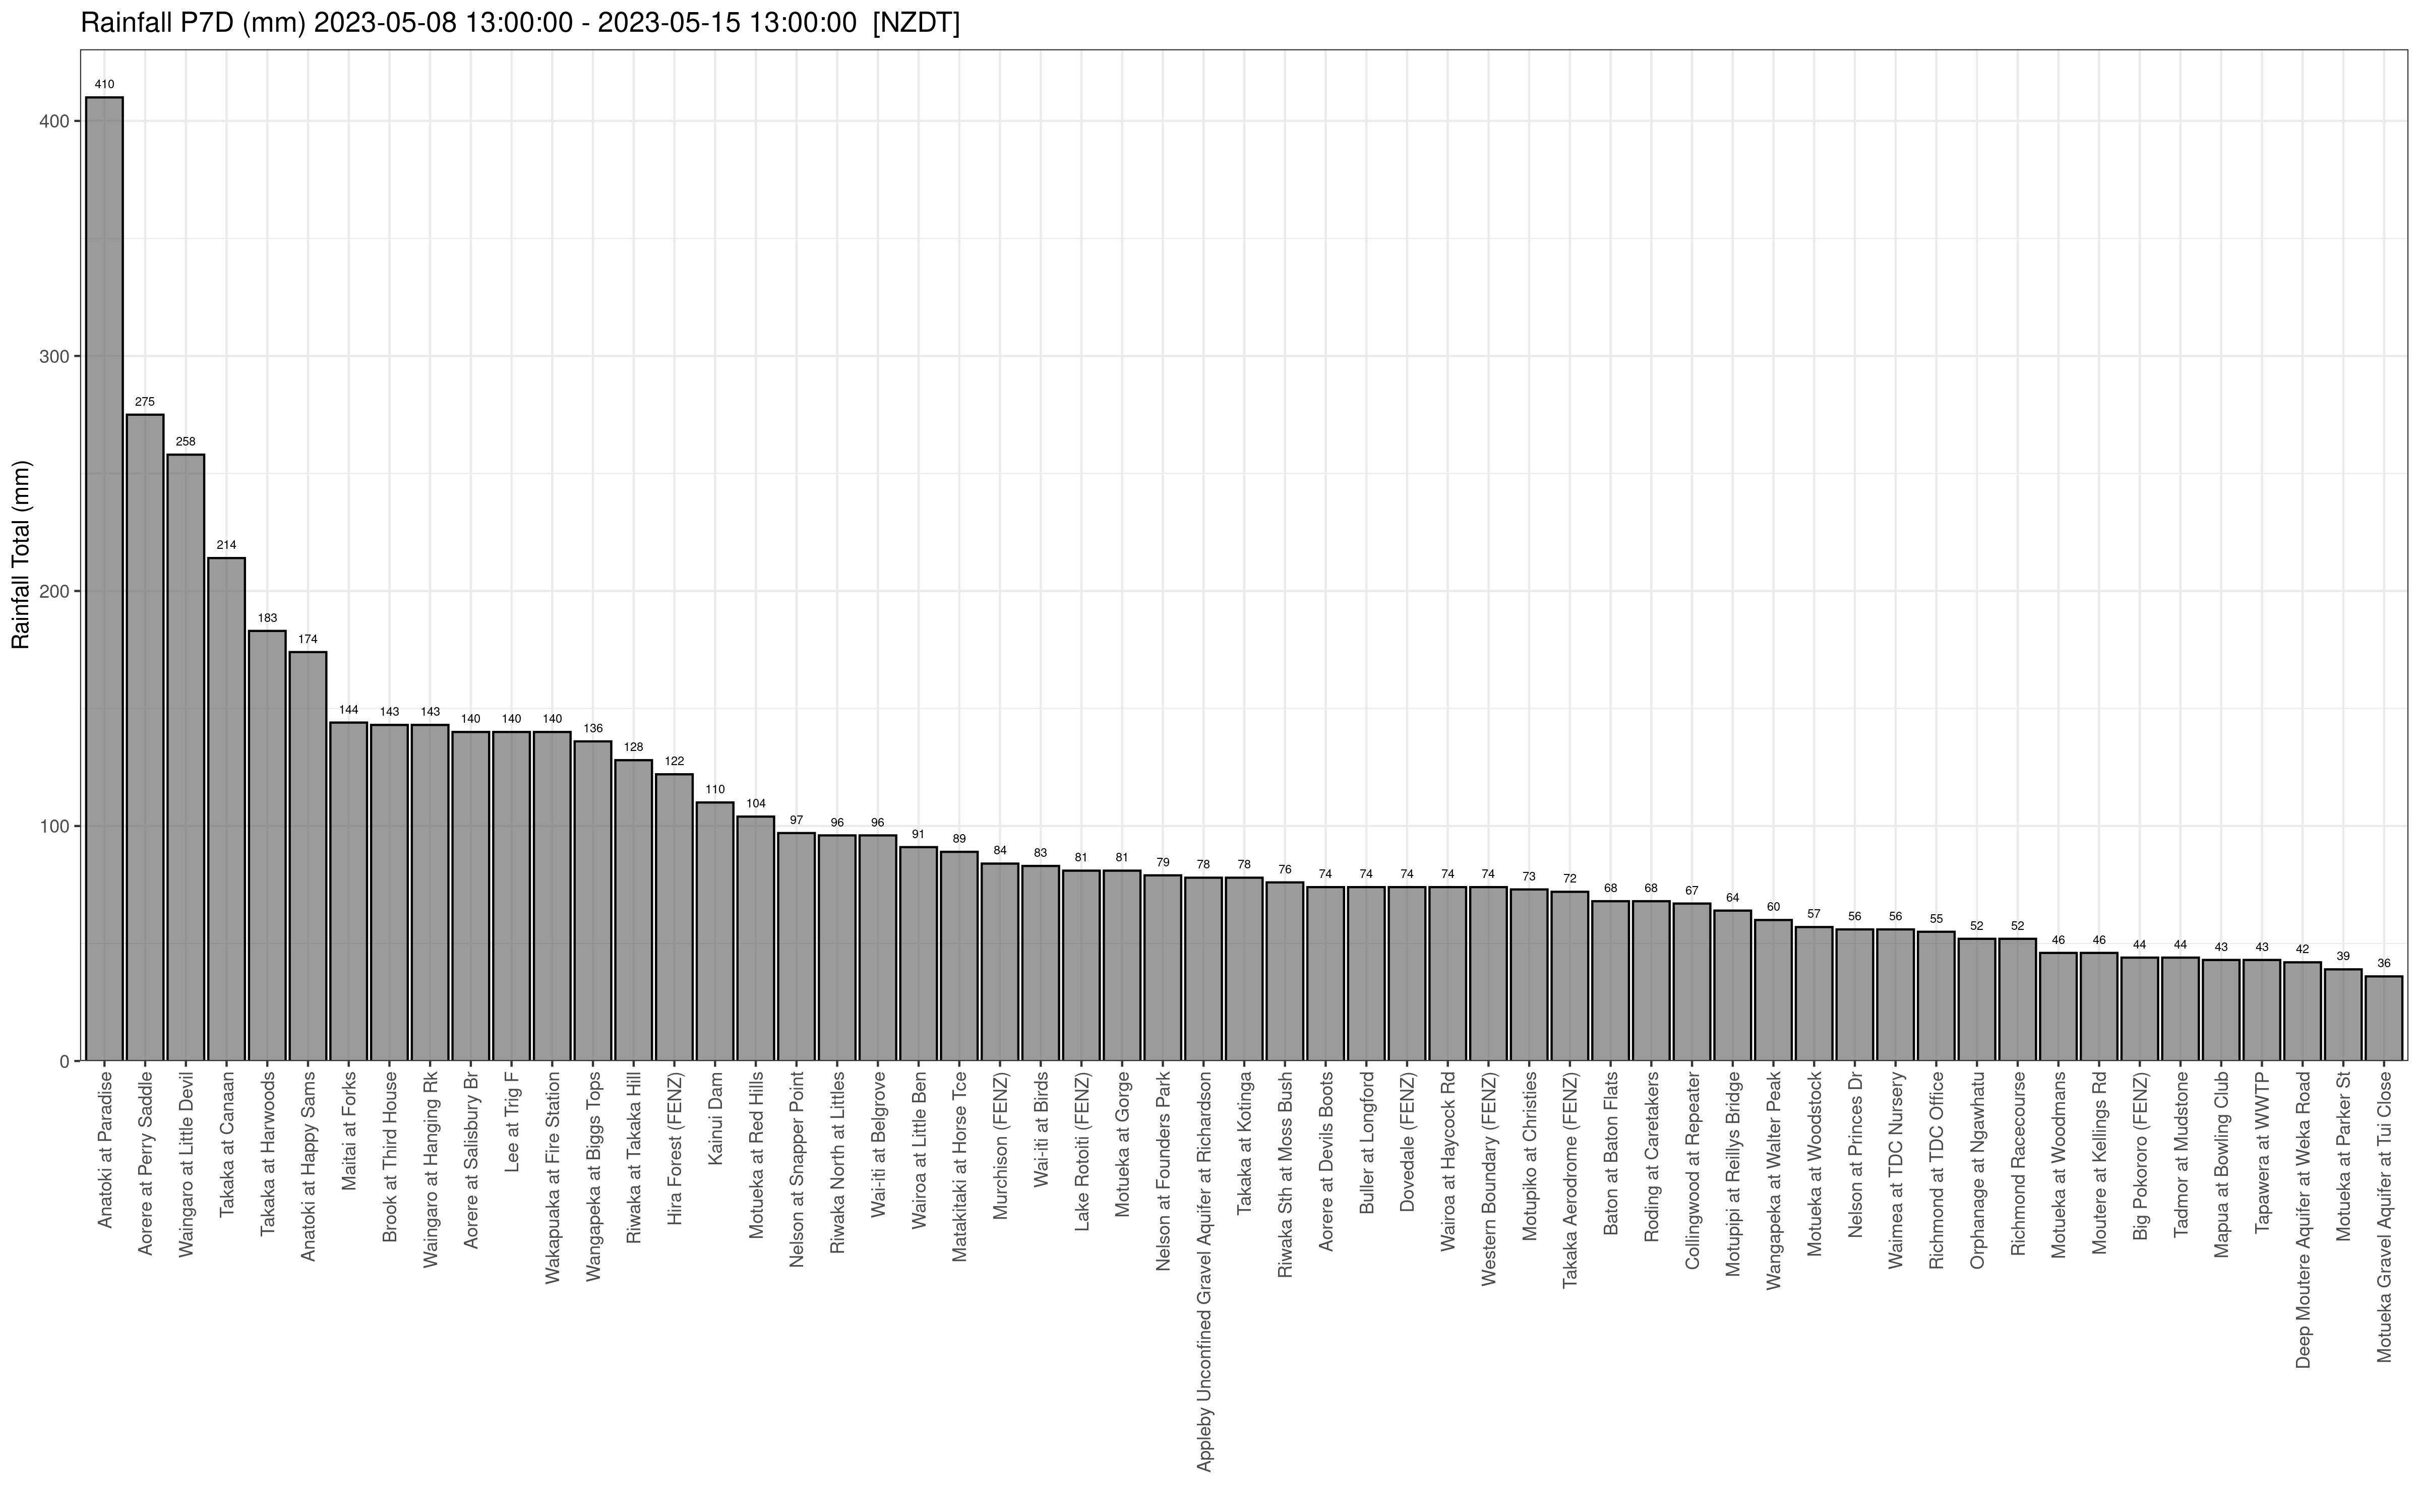 Rainfall P7D (mm) 2023-05-08 13:00:00 - 2023-05-15 13:00:00 [NZDT]
Rainfall Total (mm)
400
300
200
100
0
410
275
258
214
183
174
144
143
143
140
140
140
136
128
122
110
104
97
96
96
91
89
84
83
81
81
79
78
78
76
74
74
74
74
74
73
72
68
68
67
64
60
57
56
56
55
52
52
46
46
44
44
43
43
42
39
36
Anatoki at Paradise
Aorere at Perry Saddle
Waingaro at Little Devil
Takaka at Canaan
Takaka at Harwoods
Anatoki at Happy Sams
Maitai at Forks
Brook at Third House
Waingaro at Hanging Rk
Aorere at Salisbury Br
Lee at Trig F
Wakapuaka at Fire Station
Wangapeka at Biggs Tops
Riwaka at Takaka Hill
Hira Forest (FENZ)
Kainui Dam
Motueka at Red Hills
Nelson at Snapper Point
Riwaka North at Littles
Wai-iti at Belgrove
Wairoa at Little Ben
Matakitaki at Horse Tce
Murchison (FENZ)
Wai-iti at Birds
Lake Rotoiti (FENZ)
Motueka at Gorge
Nelson at Founders Park
Appleby Unconfined Gravel Aquifer at Richardson
Takaka at Kotinga
Riwaka Sth at Moss Bush
Aorere at Devils Boots
Buller at Longford
Dovedale (FENZ)
Wairoa at Haycock Rd
Western Boundary (FENZ)
Motupiko at Christies
Takaka Aerodrome (FENZ)
Baton at Baton Flats
Roding at Caretakers
Collingwood at Repeater
Motupipi at Reillys Bridge
Wangapeka at Walter Peak
Motueka at Woodstock
Nelson at Princes Dr
Waimea at TDC Nursery
Richmond at TDC Office
Orphanage at Ngawhatu
Richmond Racecourse
Motueka at Woodmans
Moutere at Kellings Rd
Big Pokororo (FENZ)
Tadmor at Mudstone
Mapua at Bowling Club
Tapawera at WWTP
Deep Moutere Aquifer at Weka Road
Motueka at Parker St
Motueka Gravel Aquifer at Tui Close